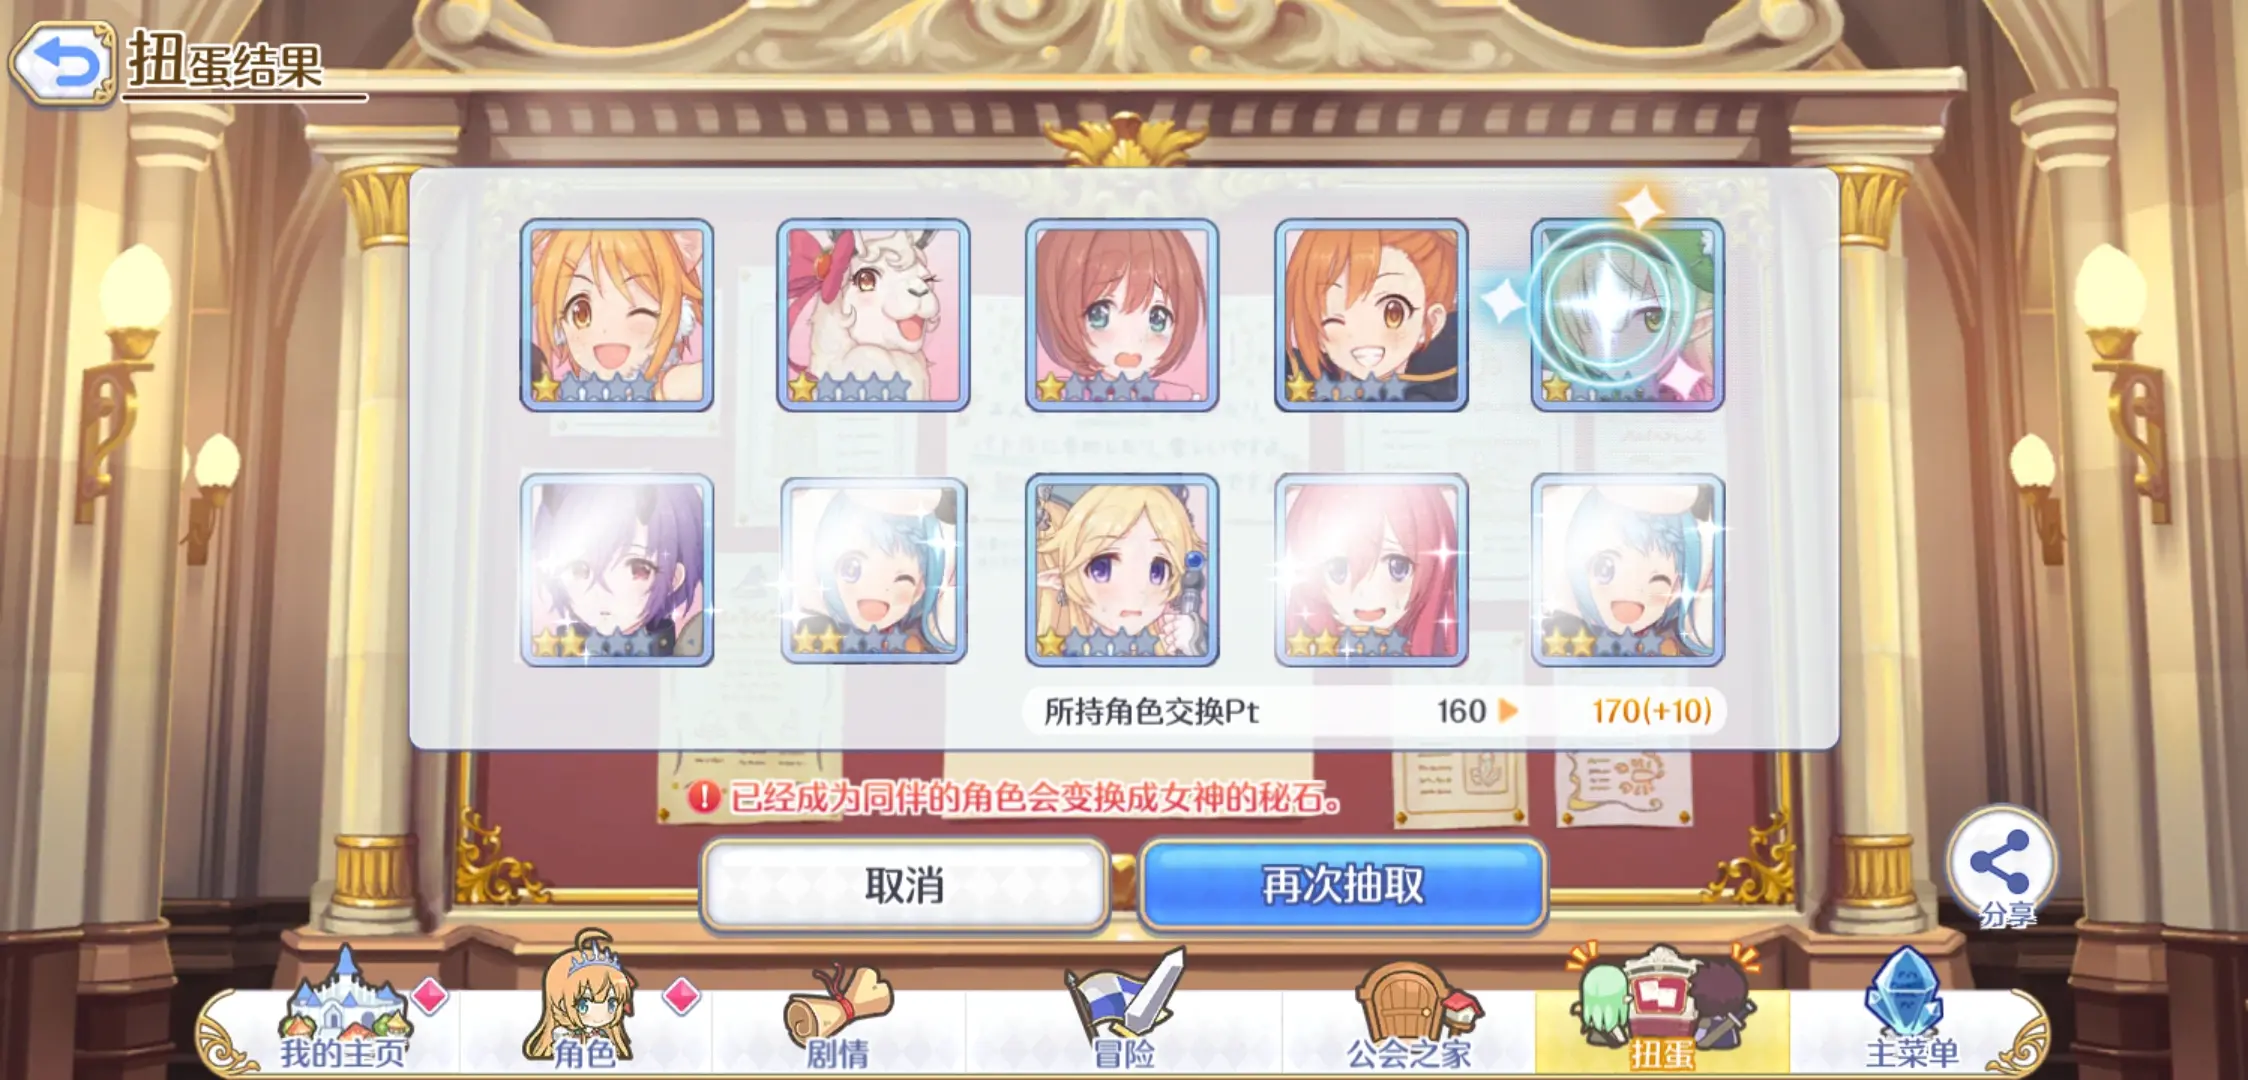 扭蛋结果
所持角色交换Pt 160 170(+10)
已经成为同伴的角色会变换成女神的秘石。
取消
再次抽取
分享
我的主页
角色
剧情
冒险
公会之家
扭蛋
主菜单